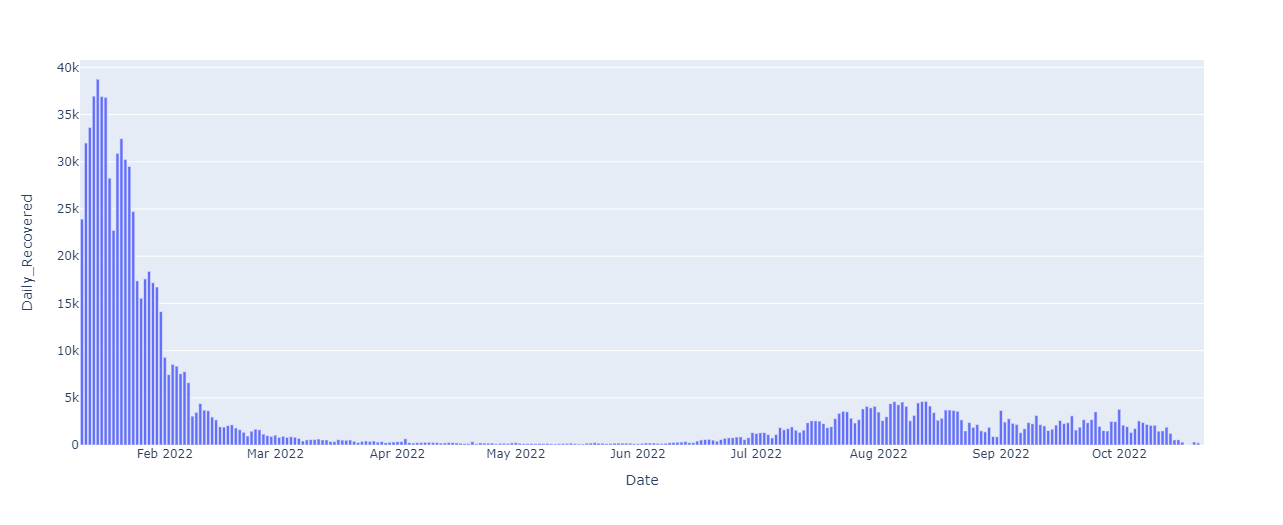 40k
35k
30k
25k
20k
15k
10k
5k
0
Daily_Recovered
Feb 2022
Mar 2022
Apr 2022
May 2022
Jun 2022
Jul 2022
Aug 2022
Sep 2022
Oct 2022
Date